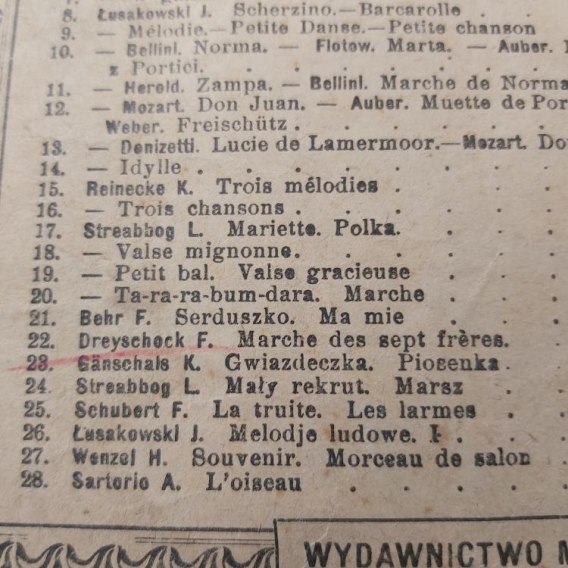 8. Łusakowski J. Scherzino.—Barcarolle . .
9. — Mélodie.—Petite Danse.—Petite chanson
10. — Bellini. Norma. — Flotow. Marta. — Auber.
z Portici. . . . . . .
11. — Herold. Zampa. — Bellini. Marche de Norma
12. — Mozart. Don Juan. — Auber. Muette de Por
Weber. Freischütz . . . . . .
13. — Donizetti. Lucie de Lamermoor.—Mozart. Do
14. — Idylle . . . . . . . .
15. Reinecke K. Trois mélodies . . . .
16. — Trois chansons . . . . . .
17. Streabbog L. Mariette. Polka. . . .
18. — Valse mignonne. . . . . .
19. — Petit bal. Valse gracieuse . . .
20. — Ta-ra-ra-bum-dara. Marche . . .
21. Behr F. Serduszko. Ma mie . . .
22. Dreyschock F. Marche des sept frères. .
23. Gänschals K. Gwiazdeczka. Piosenka . .
24. Streabbog L. Mały rekrut. Marsz . .
25. Schubert F. La truite. Les larmes . .
26. Łusakowski J. Melodje ludowe. I . . . .
27. Wenzel H. Souvenir. Morceau de salon .
28. Sartorio A. L'oiseau . . . . .
WYDAWNICTWO